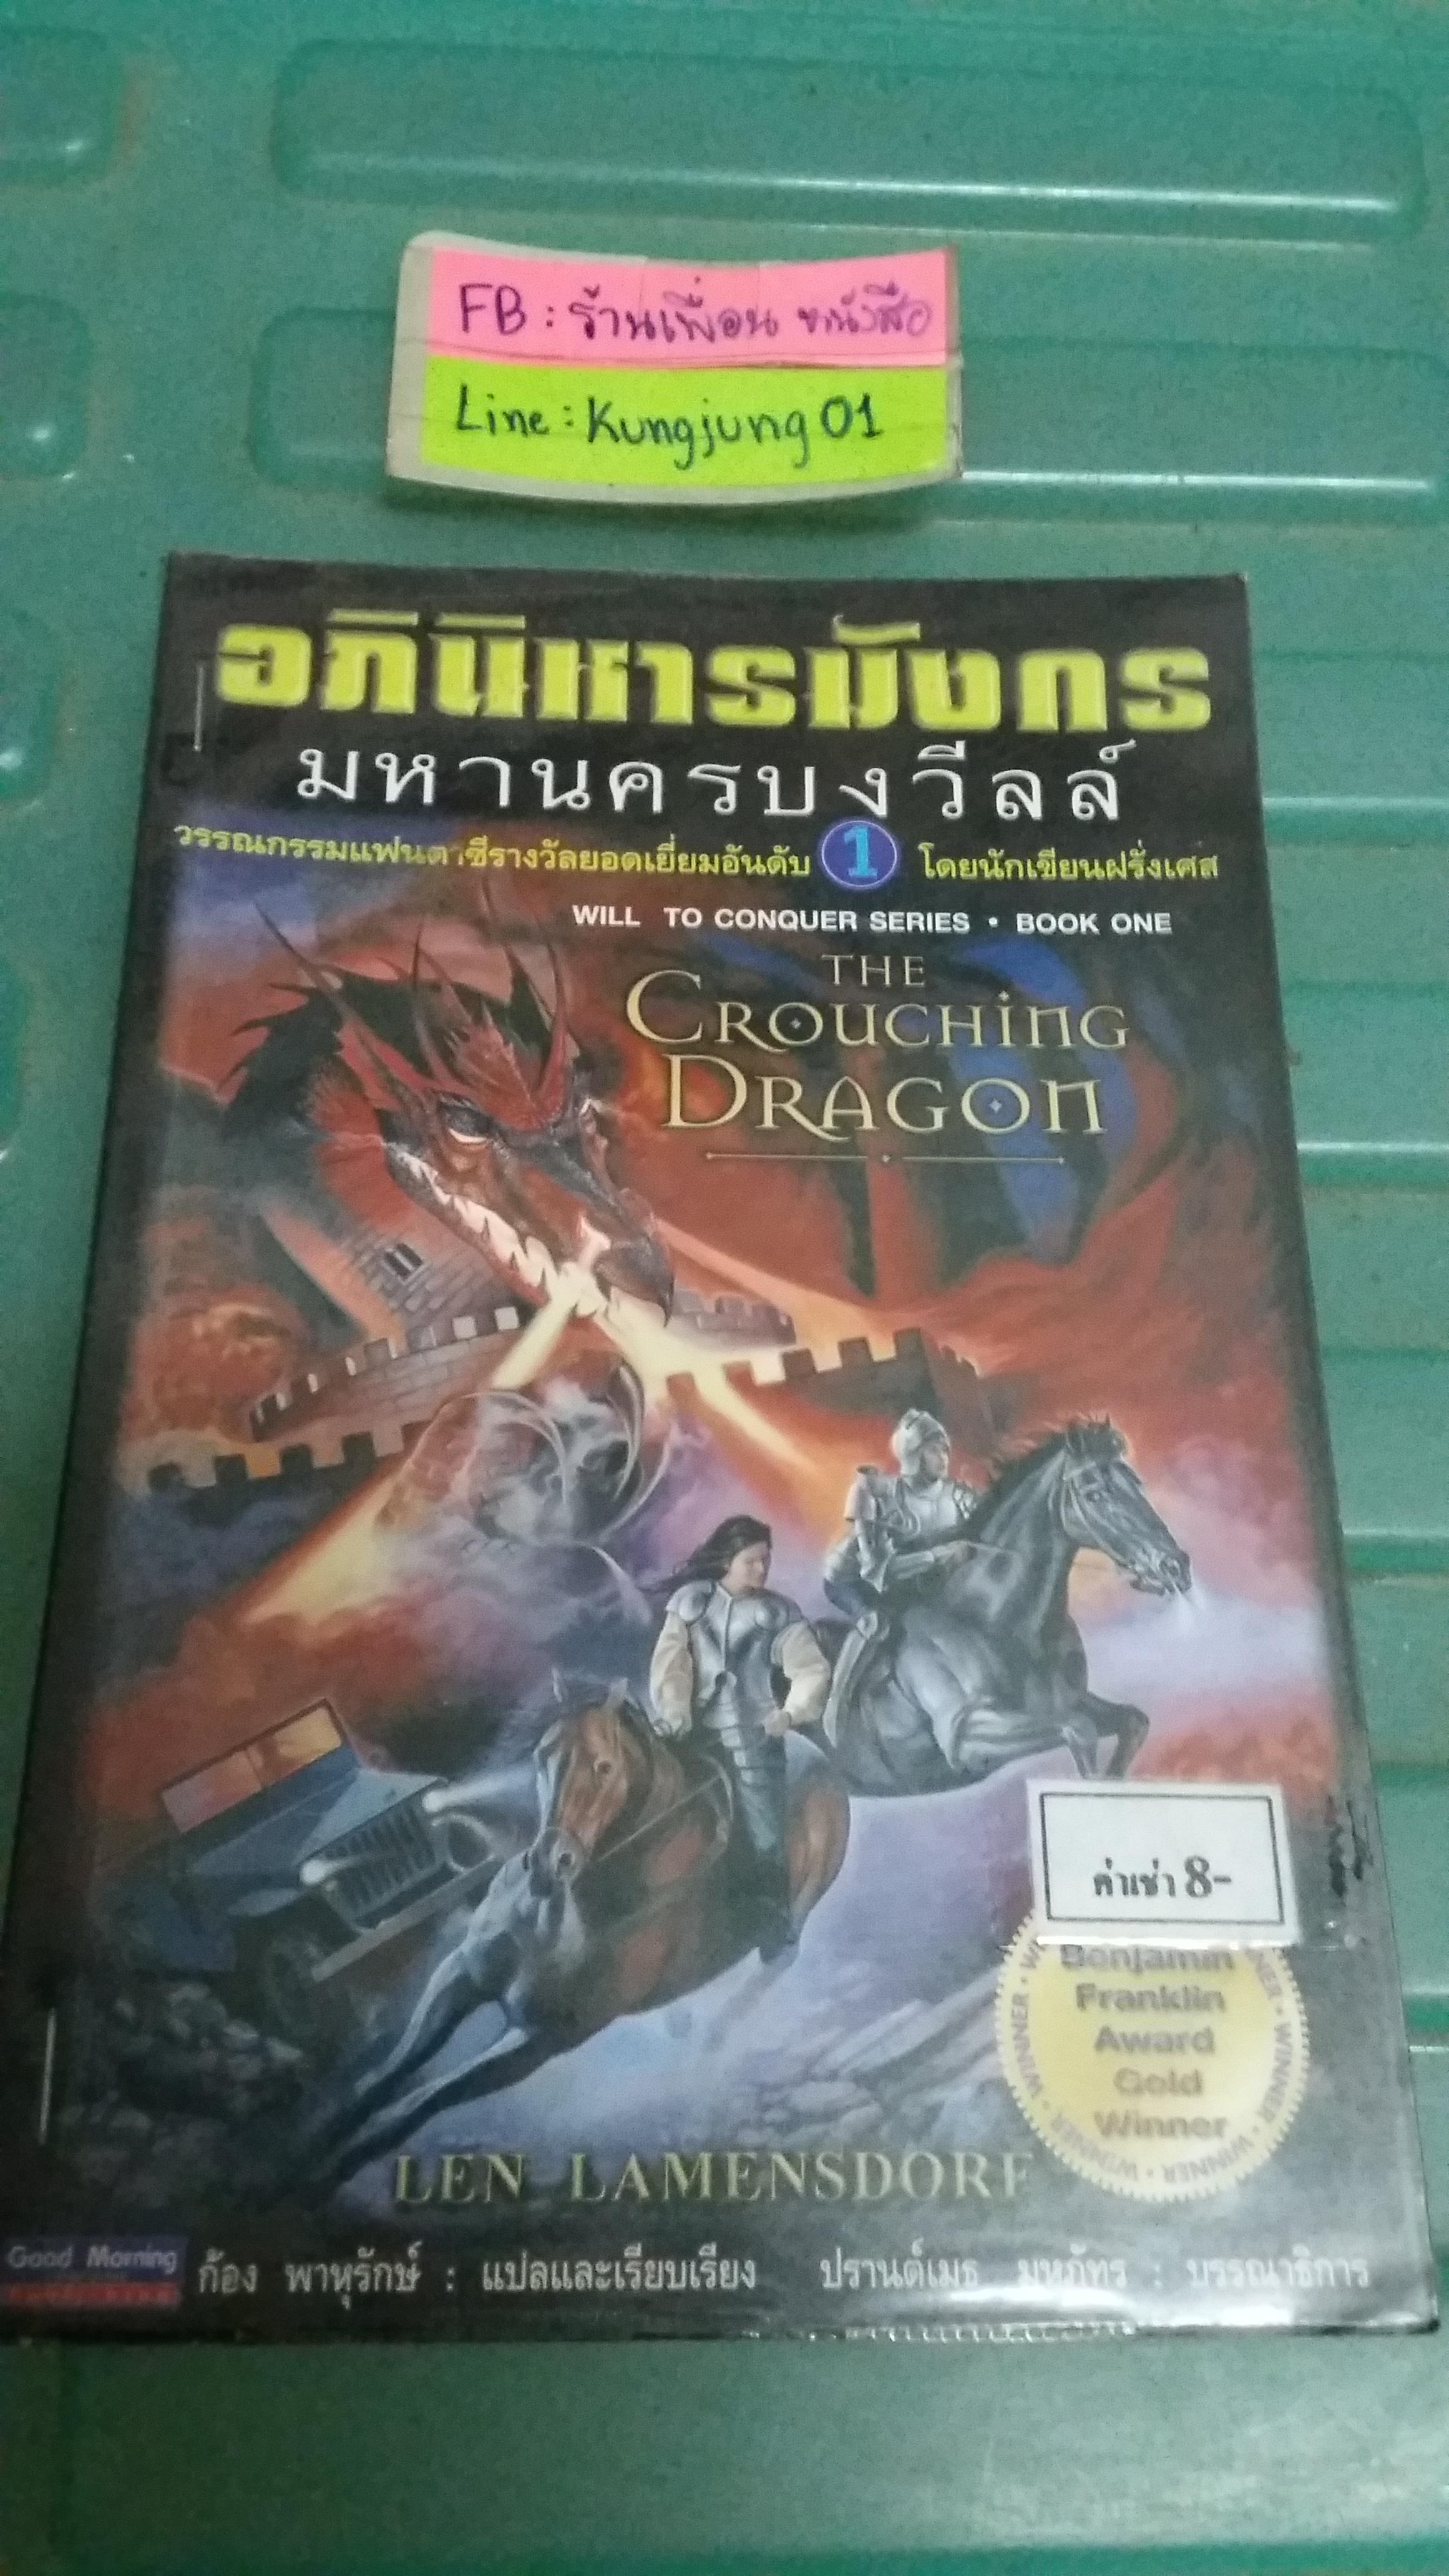 FB : ร้านเพื่อน หนังสือ
Line : Kungjung 01
อภินิหารมังกร
มหานครบงวีลล์
วรรณกรรมแฟนตาซีรางวัลยอดเยี่ยมอันดับ 1 โดยนักเขียนฝรั่งเศส
WILL TO CONQUER SERIES • BOOK ONE
THE
CROUCHING
DRAGON
ค่าเช่า 8-
Benjamin
Franklin
Award
Gold
Winner
WINNER • WINNER • WINNER
LEN LAMENSDORF
Good Morning
ก้อง พาหุรักษ์ : แปลและเรียบเรียง ปรานต์เมธ มหภัทร : บรรณาธิการ